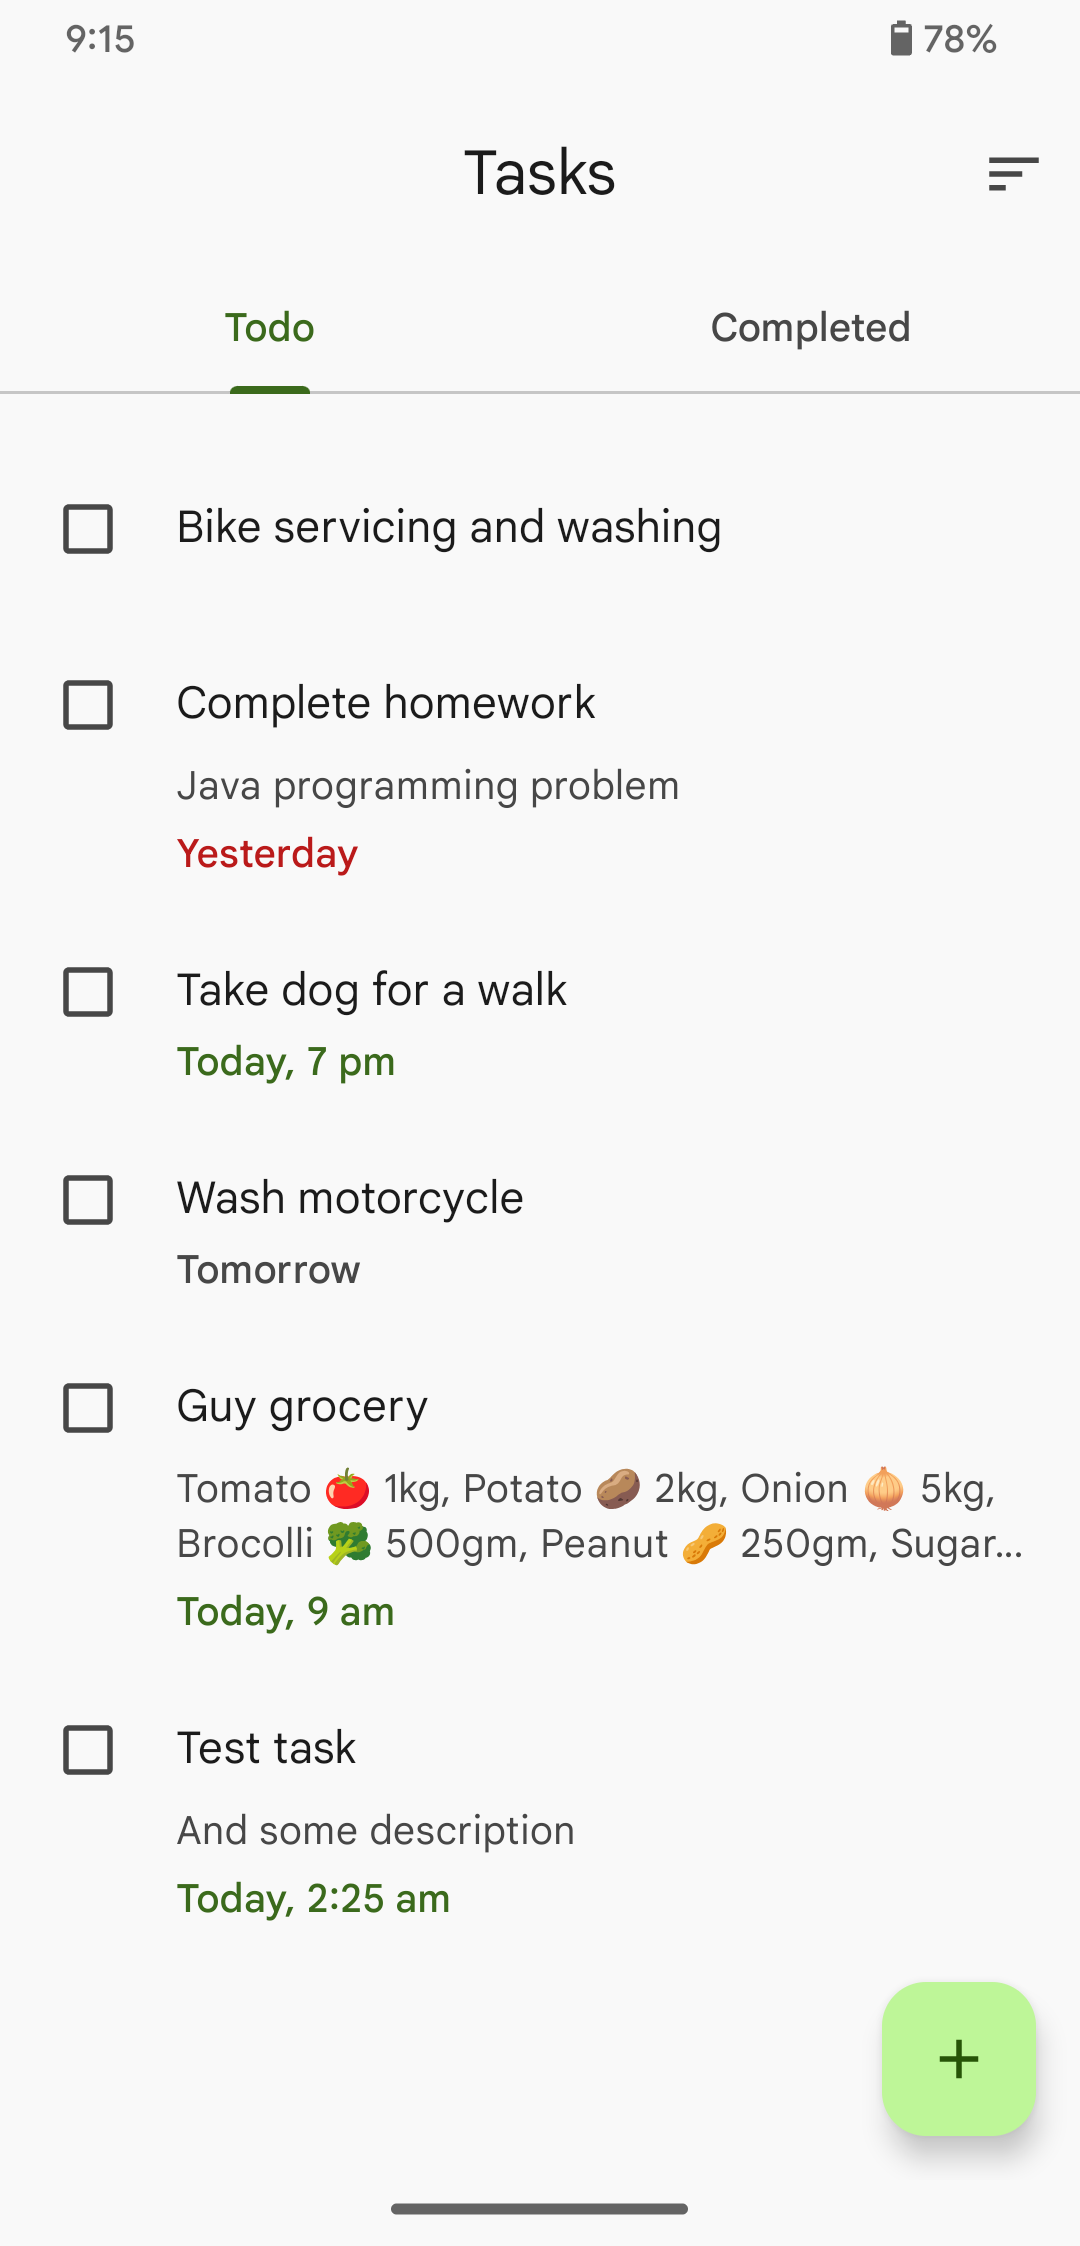 9:15 78%
Tasks
Todo Completed
Bike servicing and washing
Complete homework
Java programming problem
Yesterday
Take dog for a walk
Today, 7 pm
Wash motorcycle
Tomorrow
Guy grocery
Tomato 🍅 1kg, Potato 🥔 2kg, Onion 🧅 5kg,
Brocolli 🥦 500gm, Peanut 🥜 250gm, Sugar...
Today, 9 am
Test task
And some description
Today, 2:25 am